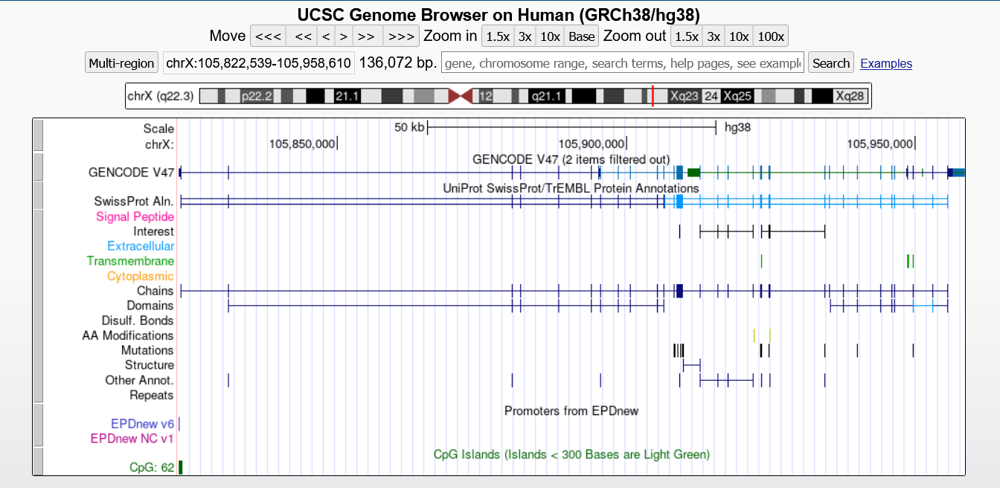 UCSC Genome Browser on Human (GRCh38/hg38)
Move <<< << < > >> >>> Zoom in 1.5x 3x 10x Base Zoom out 1.5x 3x 10x 100x
Multi-region chrX:105,822,539-105,958,610 136,072 bp. gene, chromosome range, search terms, help pages, see exampl Search Examples
chrX (q22.3) p22.2 21.1 12 q21.1 Xq23 24 Xq25 Xq28
Scale 50 kb hg38
chrX: 105,850,000 105,900,000 105,950,000
GENCODE V47 (2 items filtered out)
GENCODE V47
UniProt SwissProt/TrEMBL Protein Annotations
SwissProt Aln.
Signal Peptide
Interest
Extracellular
Transmembrane
Cytoplasmic
Chains
Domains
Disulf. Bonds
AA Modifications
Mutations
Structure
Other Annot.
Repeats
Promoters from EPDnew
EPDnew v6
EPDnew NC v1
CpG Islands (Islands < 300 Bases are Light Green)
CpG: 62